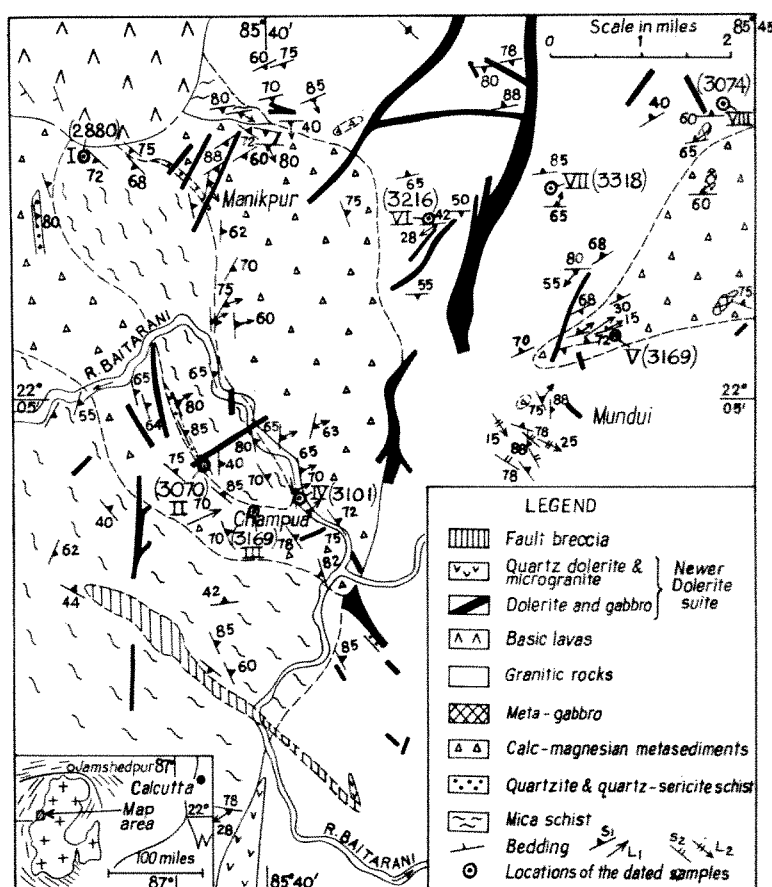 85° 40'
85° 45'
Scale in miles
0 1 2
75
60
78
80
88
70
85
80
40
(3074)
VIII
40
60
65
(2880)
I
75
72
68
88
72
60
80
Manikpur
65
(3216)
VI
42
50
28
75
85
VII (3318)
65
60
80
62
70
75
60
55
80
68
55
68
30
15
72
75
70
V (3169)
R. BAITARANI
22°
05'
22°
05'
65
65
80
55
64
85
65
63
80
65
75
40
70
70
IV (3101)
(3070)
II
85
70
Champua
(3169)
III
70
78
75
72
82
40
62
44
42
85
60
85
88
75
Mundui
15
78
25
88
78
LEGEND
Fault breccia
Quartz dolerite & microgranite
Dolerite and gabbro
Newer Dolerite suite
Basic lavas
Granitic rocks
Meta-gabbro
Calc-magnesian metasediments
Quartzite & quartz-sericite schist
Mica schist
Bedding S1 L1 S2 L2
Locations of the dated samples
Jamshedpur 87°
Calcutta
Map area
22°
100 miles
87°
78
28
R. BAITARANI
85° 40'